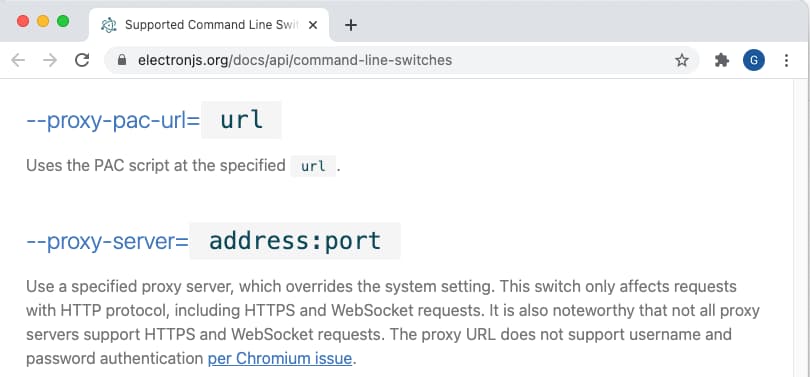 Supported Command Line Swit
electronjs.org/docs/api/command-line-switches
G
--proxy-pac-url= url
Uses the PAC script at the specified url .
--proxy-server= address:port
Use a specified proxy server, which overrides the system setting. This switch only affects requests
with HTTP protocol, including HTTPS and WebSocket requests. It is also noteworthy that not all proxy
servers support HTTPS and WebSocket requests. The proxy URL does not support username and
password authentication per Chromium issue.